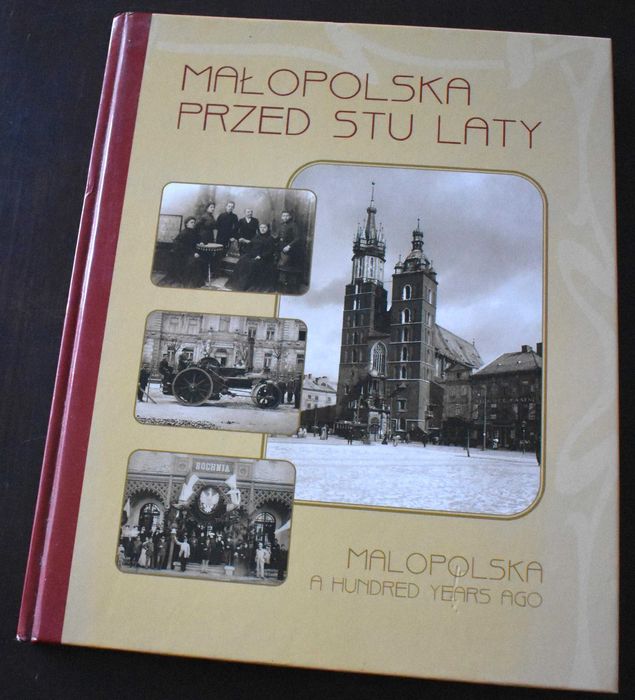 MAŁOPOLSKA
PRZED STU LATY
BOCHNIA
MALOPOLSKA
A HUNDRED YEARS AGO